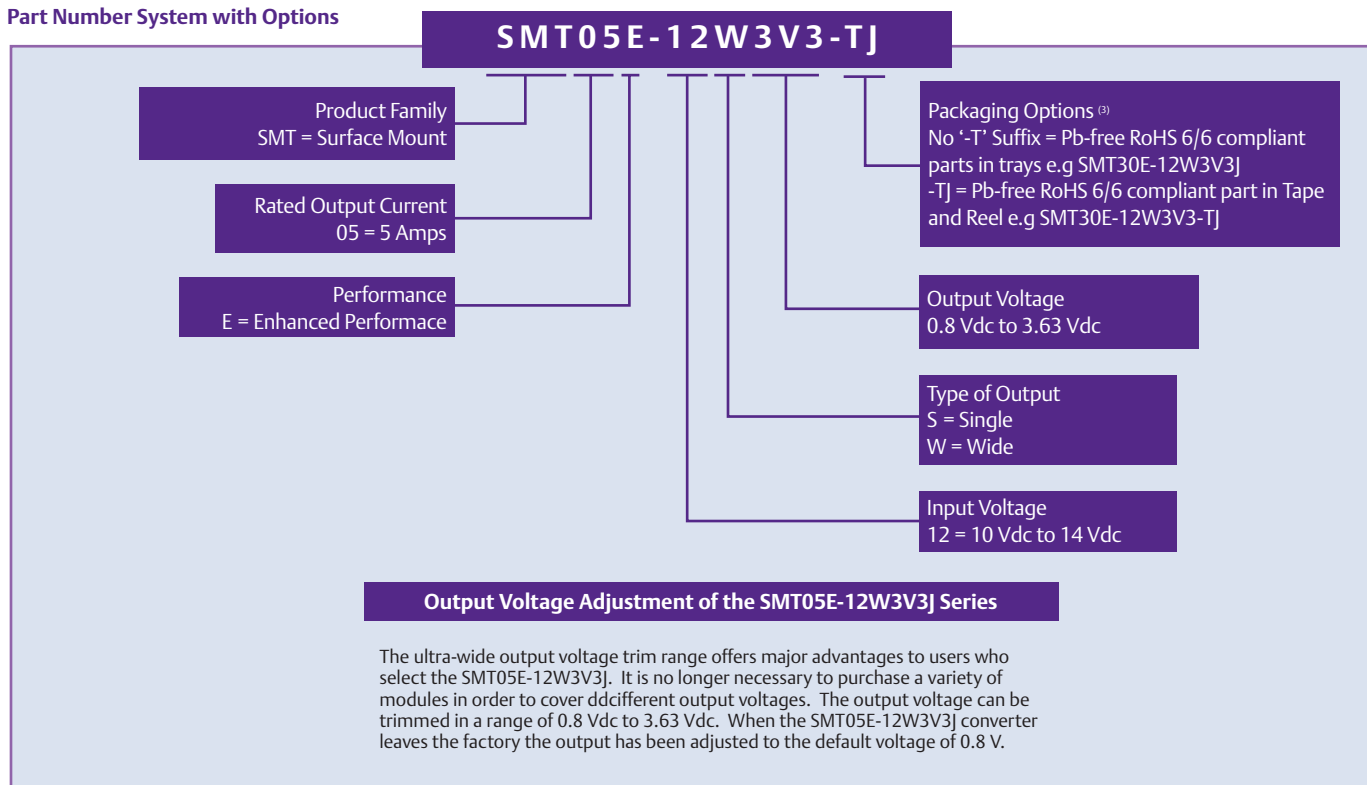 Part Number System with Options
SMT05E-12W3V3-TJ
Product Family
SMT = Surface Mount
Rated Output Current
05 = 5 Amps
Performance
E = Enhanced Performace
Packaging Options (3)
No ‘-T’ Suffix = Pb-free RoHS 6/6 compliant
parts in trays e.g SMT30E-12W3V3J
-TJ = Pb-free RoHS 6/6 compliant part in Tape
and Reel e.g SMT30E-12W3V3-TJ
Output Voltage
0.8 Vdc to 3.63 Vdc
Type of Output
S = Single
W = Wide
Input Voltage
12 = 10 Vdc to 14 Vdc
Output Voltage Adjustment of the SMT05E-12W3V3J Series
The ultra-wide output voltage trim range offers major advantages to users who
select the SMT05E-12W3V3J. It is no longer necessary to purchase a variety of
modules in order to cover ddcifferent output voltages. The output voltage can be
trimmed in a range of 0.8 Vdc to 3.63 Vdc. When the SMT05E-12W3V3J converter
leaves the factory the output has been adjusted to the default voltage of 0.8 V.